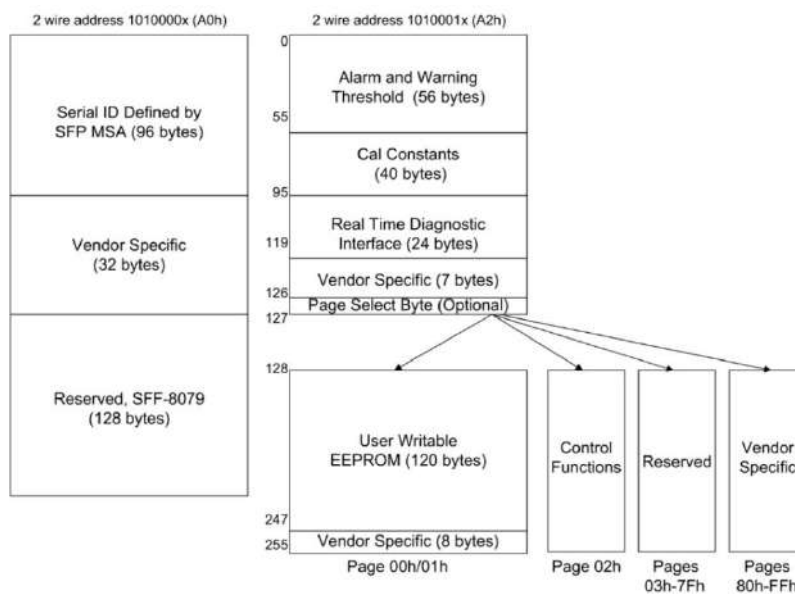 2 wire address 1010000x (A0h)
Serial ID Defined by
SFP MSA (96 bytes)
Vendor Specific
(32 bytes)
Reserved, SFF-8079
(128 bytes)
2 wire address 1010001x (A2h)
0
Alarm and Warning
Threshold (56 bytes)
55
Cal Constants
(40 bytes)
95
Real Time Diagnostic
Interface (24 bytes)
119
Vendor Specific (7 bytes)
126
Page Select Byte (Optional)
127
128
User Writable
EEPROM (120 bytes)
247
Vendor Specific (8 bytes)
255
Page 00h/01h
Control
Functions
Page 02h
Reserved
Pages
03h-7Fh
Vendor
Specific
Pages
80h-FFh